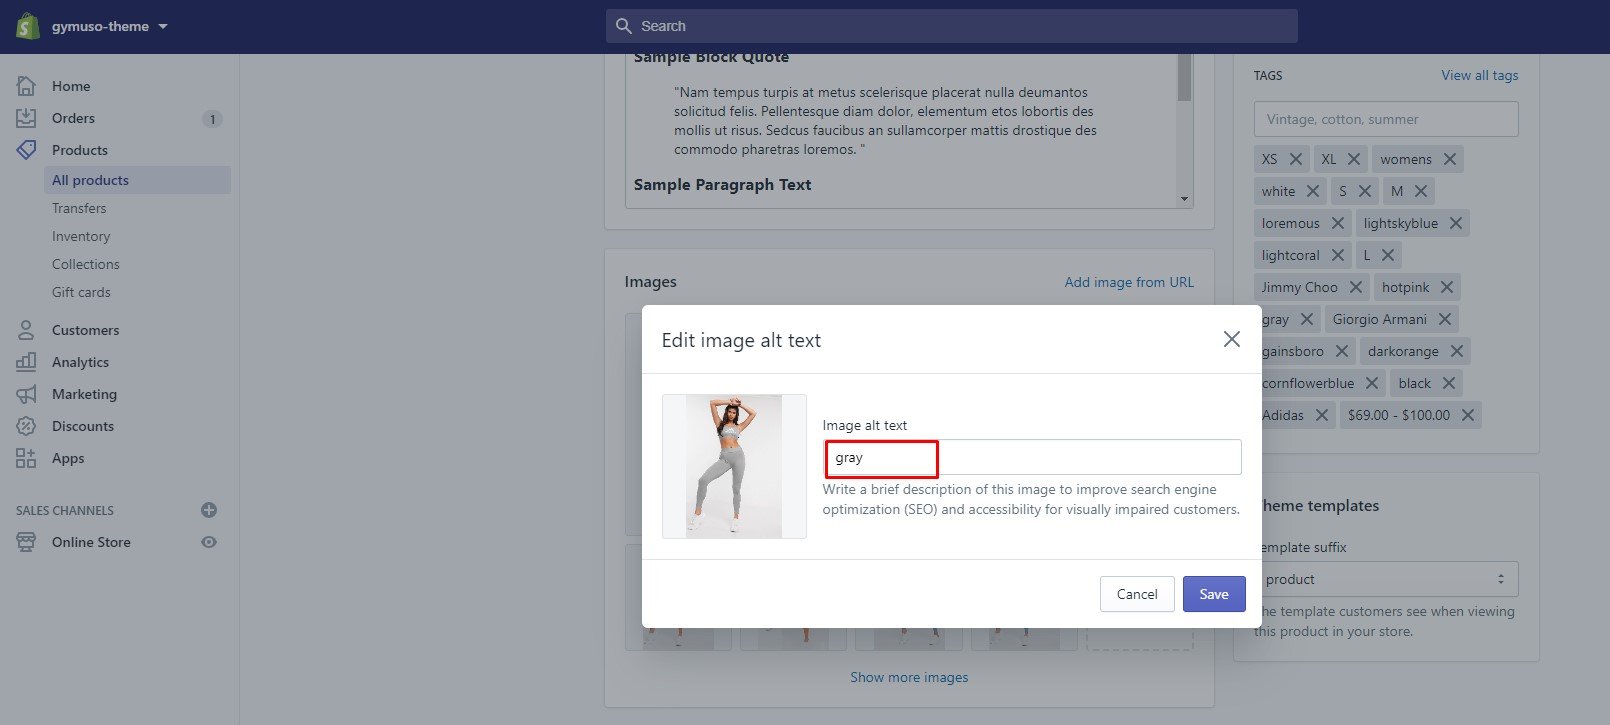 gymuso-theme
Search
Home
Orders 1
Products
All products
Transfers
Inventory
Collections
Gift cards
Customers
Analytics
Marketing
Discounts
Apps
SALES CHANNELS
Online Store
Sample Block Quote
"Nam tempus turpis at metus scelerisque placerat nulla deumantos
solicitud felis. Pellentesque diam dolor, elementum etos lobortis des
mollis ut risus. Sedcus faucibus an sullamcorper mattis drostique des
commodo pharetras loremos. "
Sample Paragraph Text
Images
Add image from URL
Edit image alt text
Image alt text
gray
Write a brief description of this image to improve search engine
optimization (SEO) and accessibility for visually impaired customers.
Cancel
Save
Show more images
TAGS
View all tags
Vintage, cotton, summer
XS XL womens
white S M
loremous lightskyblue
lightcoral L
Jimmy Choo hotpink
gray Giorgio Armani
gainsboro darkorange
cornflowerblue black
Adidas $69.00 - $100.00
heme templates
emplate suffix
product
he template customers see when viewing
this product in your store.